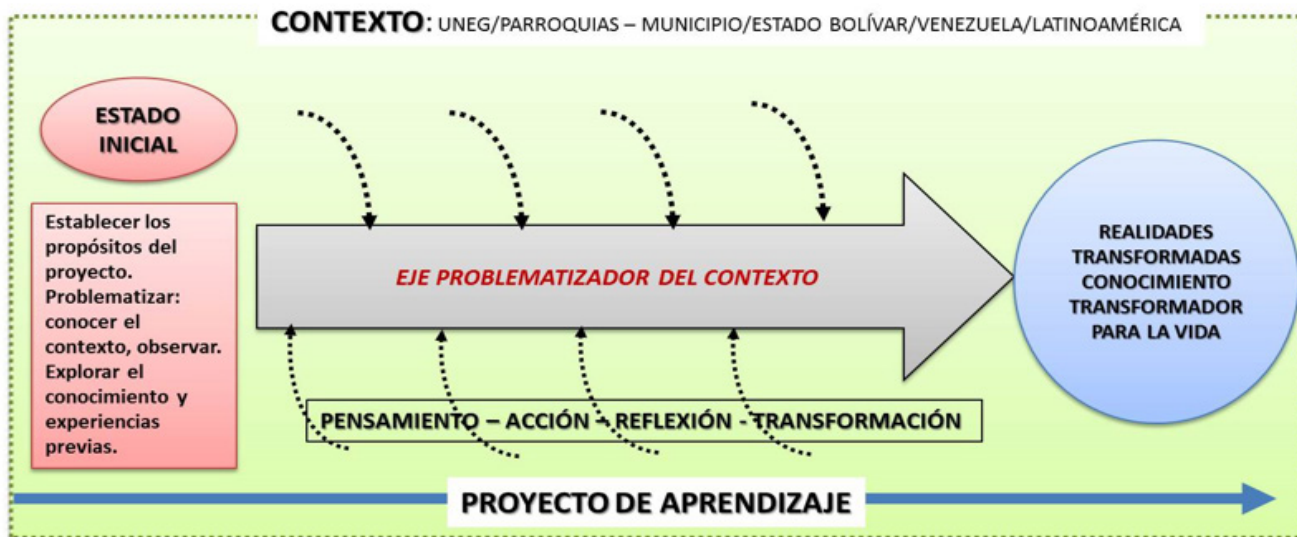 CONTEXTO: UNEG/PARROQUIAS – MUNICIPIO/ESTADO BOLÍVAR/VENEZUELA/LATINOAMÉRICA
ESTADO
INICIAL
Establecer los
propósitos del
proyecto.
Problematizar:
conocer el
contexto, observar.
Explorar el
conocimiento y
experiencias
previas.
EJE PROBLEMATIZADOR DEL CONTEXTO
REALIDADES
TRANSFORMADAS
CONOCIMIENTO
TRANSFORMADOR
PARA LA VIDA
PENSAMIENTO – ACCIÓN – REFLEXIÓN - TRANSFORMACIÓN
PROYECTO DE APRENDIZAJE